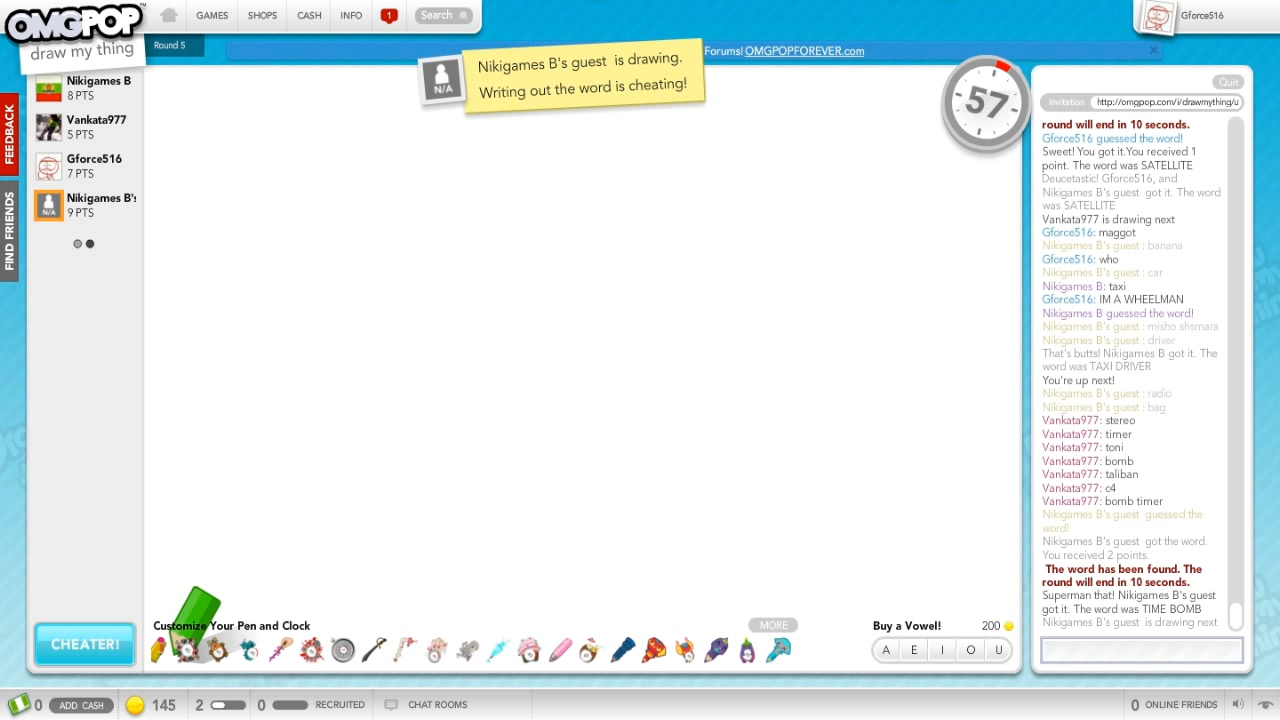 OMGPOP
draw my thing
GAMES
SHOPS
CASH
INFO
1
Search
Gforce516
Round 5
Forums! OMGPOPFOREVER.com
Nikigames B's guest is drawing.
Writing out the word is cheating!
N/A
57
FEEDBACK
FIND FRIENDS
Nikigames B
8 PTS
Vankata977
5 PTS
Gforce516
7 PTS
Nikigames B's
9 PTS
N/A
CHEATER!
Customize Your Pen and Clock
MORE
Buy a Vowel!
200
A E I O U
Quit
Invitation http://omgpop.com/i/drawmything/u
round will end in 10 seconds.
Gforce516 guessed the word!
Sweet! You got it.You received 1
point. The word was SATELLITE
Deucetastic! Gforce516, and
Nikigames B's guest got it. The word
was SATELLITE
Vankata977 is drawing next
Gforce516: maggot
Nikigames B's guest : banana
Gforce516: who
Nikigames B's guest : car
Nikigames B: taxi
Gforce516: IM A WHEELMAN
Nikigames B guessed the word!
Nikigames B's guest : misho shsmara
Nikigames B's guest : driver
That's butts! Nikigames B got it. The
word was TAXI DRIVER
You're up next!
Nikigames B's guest : radio
Nikigames B's guest : bag
Vankata977: stereo
Vankata977: timer
Vankata977: toni
Vankata977: bomb
Vankata977: taliban
Vankata977: c4
Vankata977: bomb timer
Nikigames B's guest guessed the
word!
Nikigames B's guest got the word.
You received 2 points.
The word has been found. The
round will end in 10 seconds.
Superman that! Nikigames B's guest
got it. The word was TIME BOMB
Nikigames B's guest is drawing next
0 ADD CASH
145
2
0 RECRUITED
CHAT ROOMS
0 ONLINE FRIENDS